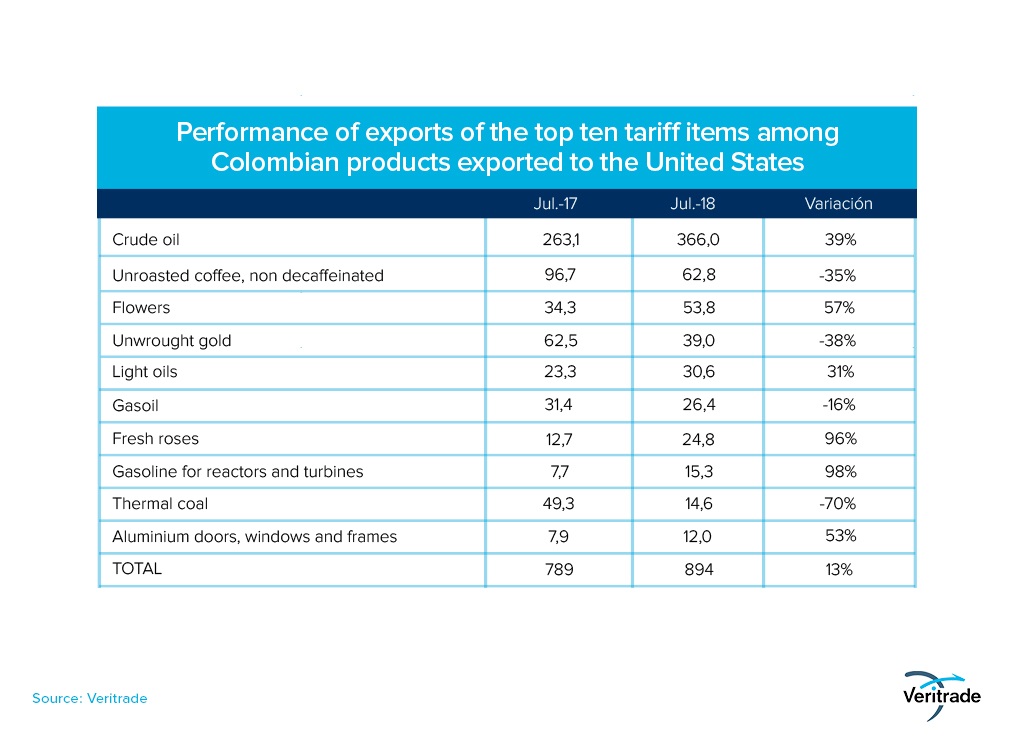 Performance of exports of the top ten tariff items among
Colombian products exported to the United States
Jul.-17 Jul.-18 Variación
Crude oil 263,1 366,0 39%
Unroasted coffee, non decaffeinated 96,7 62,8 -35%
Flowers 34,3 53,8 57%
Unwrought gold 62,5 39,0 -38%
Light oils 23,3 30,6 31%
Gasoil 31,4 26,4 -16%
Fresh roses 12,7 24,8 96%
Gasoline for reactors and turbines 7,7 15,3 98%
Thermal coal 49,3 14,6 -70%
Aluminium doors, windows and frames 7,9 12,0 53%
TOTAL 789 894 13%
Source: Veritrade
Veritrade